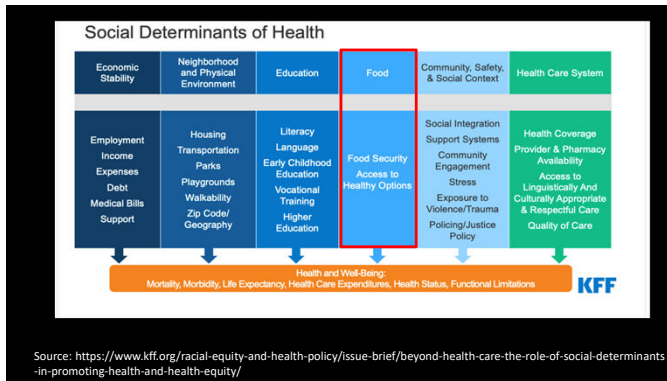 Social Determinants of Health
Economic
Stability
Neighborhood
and Physical
Environment
Education
Food
Community, Safety,
& Social Context
Health Care System
Employment
Income
Expenses
Debt
Medical Bills
Support
Housing
Transportation
Parks
Playgrounds
Walkability
Zip Code/
Geography
Literacy
Language
Early Childhood
Education
Vocational
Training
Higher
Education
Food Security
Access to
Healthy Options
Social Integration
Support Systems
Community
Engagement
Stress
Exposure to
Violence/Trauma
Policing/Justice
Policy
Health Coverage
Provider & Pharmacy
Availability
Access to
Linguistically And
Culturally Appropriate
& Respectful Care
Quality of Care
Health and Well-Being:
Mortality, Morbidity, Life Expectancy, Health Care Expenditures, Health Status, Functional Limitations
KFF
Source: https://www.kff.org/racial-equity-and-health-policy/issue-brief/beyond-health-care-the-role-of-social-determinants
-in-promoting-health-and-health-equity/